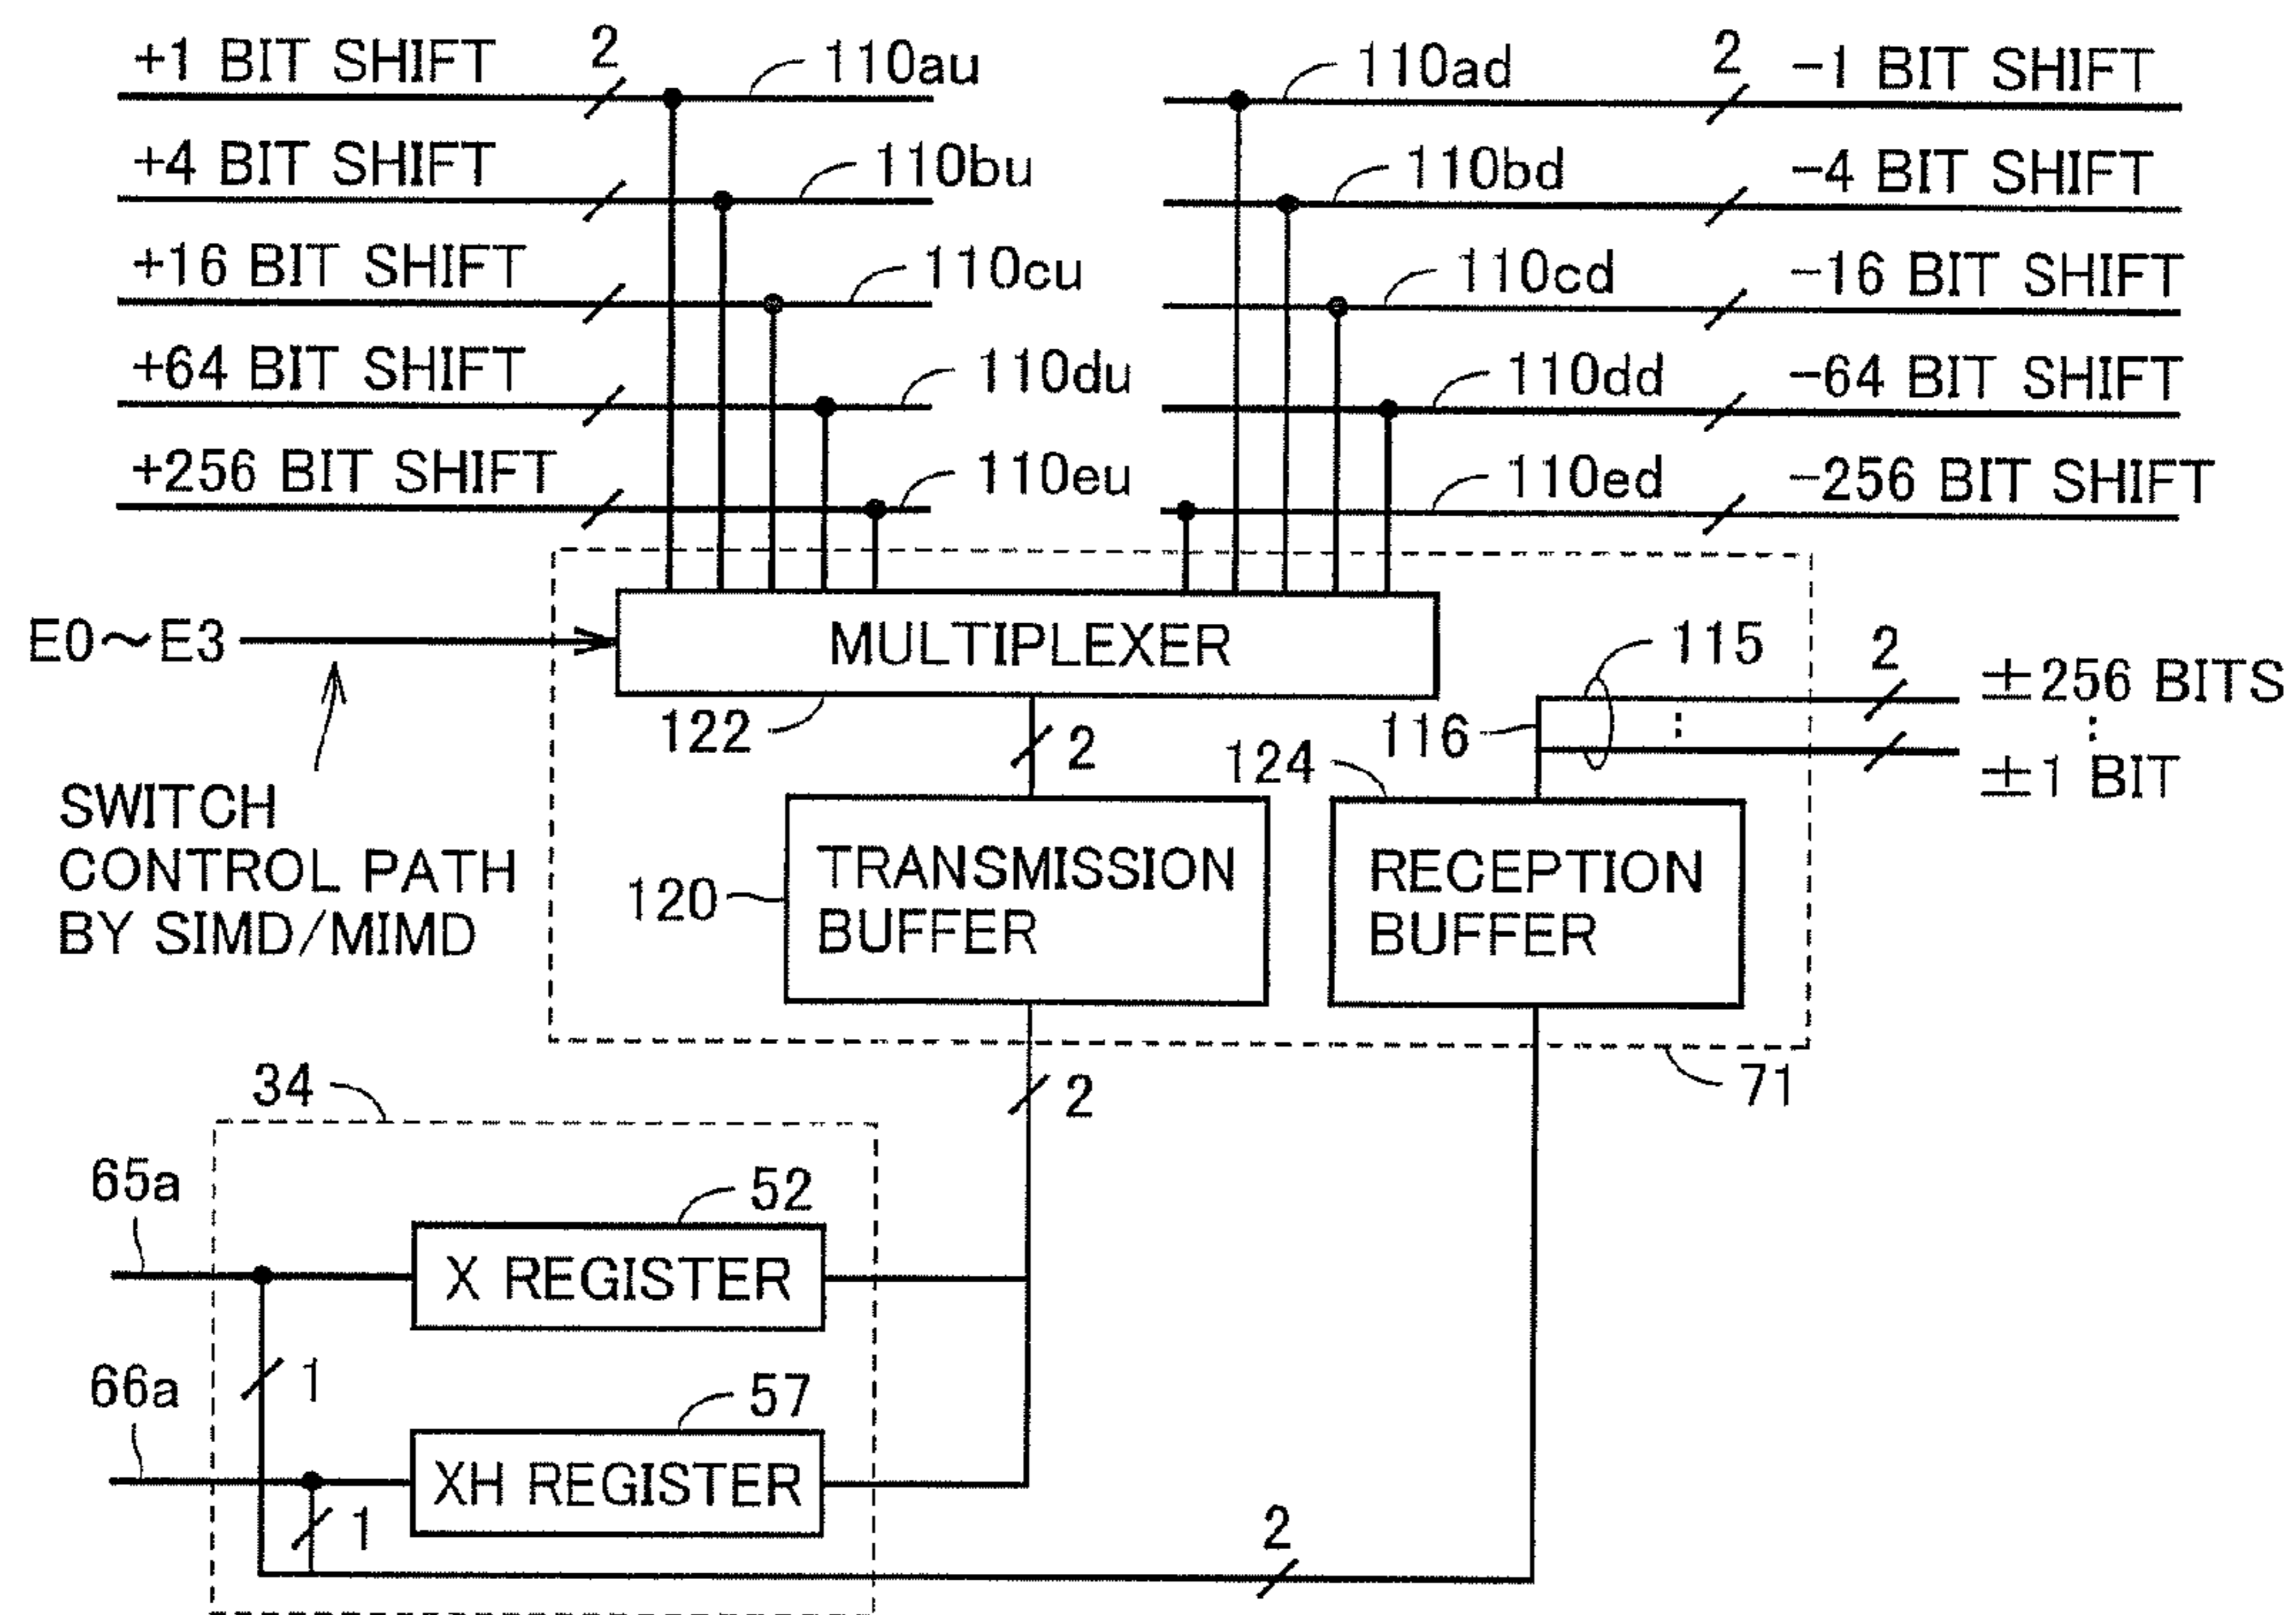 +1 BIT SHIFT 2 110au 110ad 2 −1 BIT SHIFT
+4 BIT SHIFT 110bu 110bd −4 BIT SHIFT
+16 BIT SHIFT 110cu 110cd −16 BIT SHIFT
+64 BIT SHIFT 110du 110dd −64 BIT SHIFT
+256 BIT SHIFT 110eu 110ed −256 BIT SHIFT
E0～E3
MULTIPLEXER
115
2
±256 BITS
⋮
±1 BIT
122
2
124
116
SWITCH
CONTROL PATH
BY SIMD/MIMD
120
TRANSMISSION
BUFFER
RECEPTION
BUFFER
34
2
71
65a
52
X REGISTER
1
66a
57
XH REGISTER
1
2